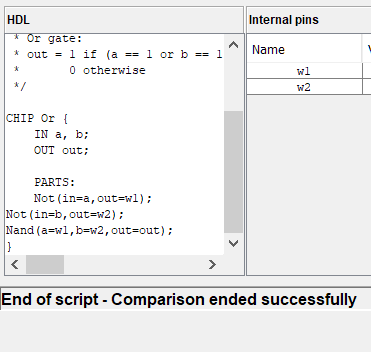 HDL
* Or gate:
* out = 1 if (a == 1 or b == 1
* 0 otherwise
*/
CHIP Or {
IN a, b;
OUT out;
PARTS:
Not(in=a,out=w1);
Not(in=b,out=w2);
Nand(a=w1,b=w2,out=out);
}
Internal pins
Name
w1
w2
End of script - Comparison ended successfully